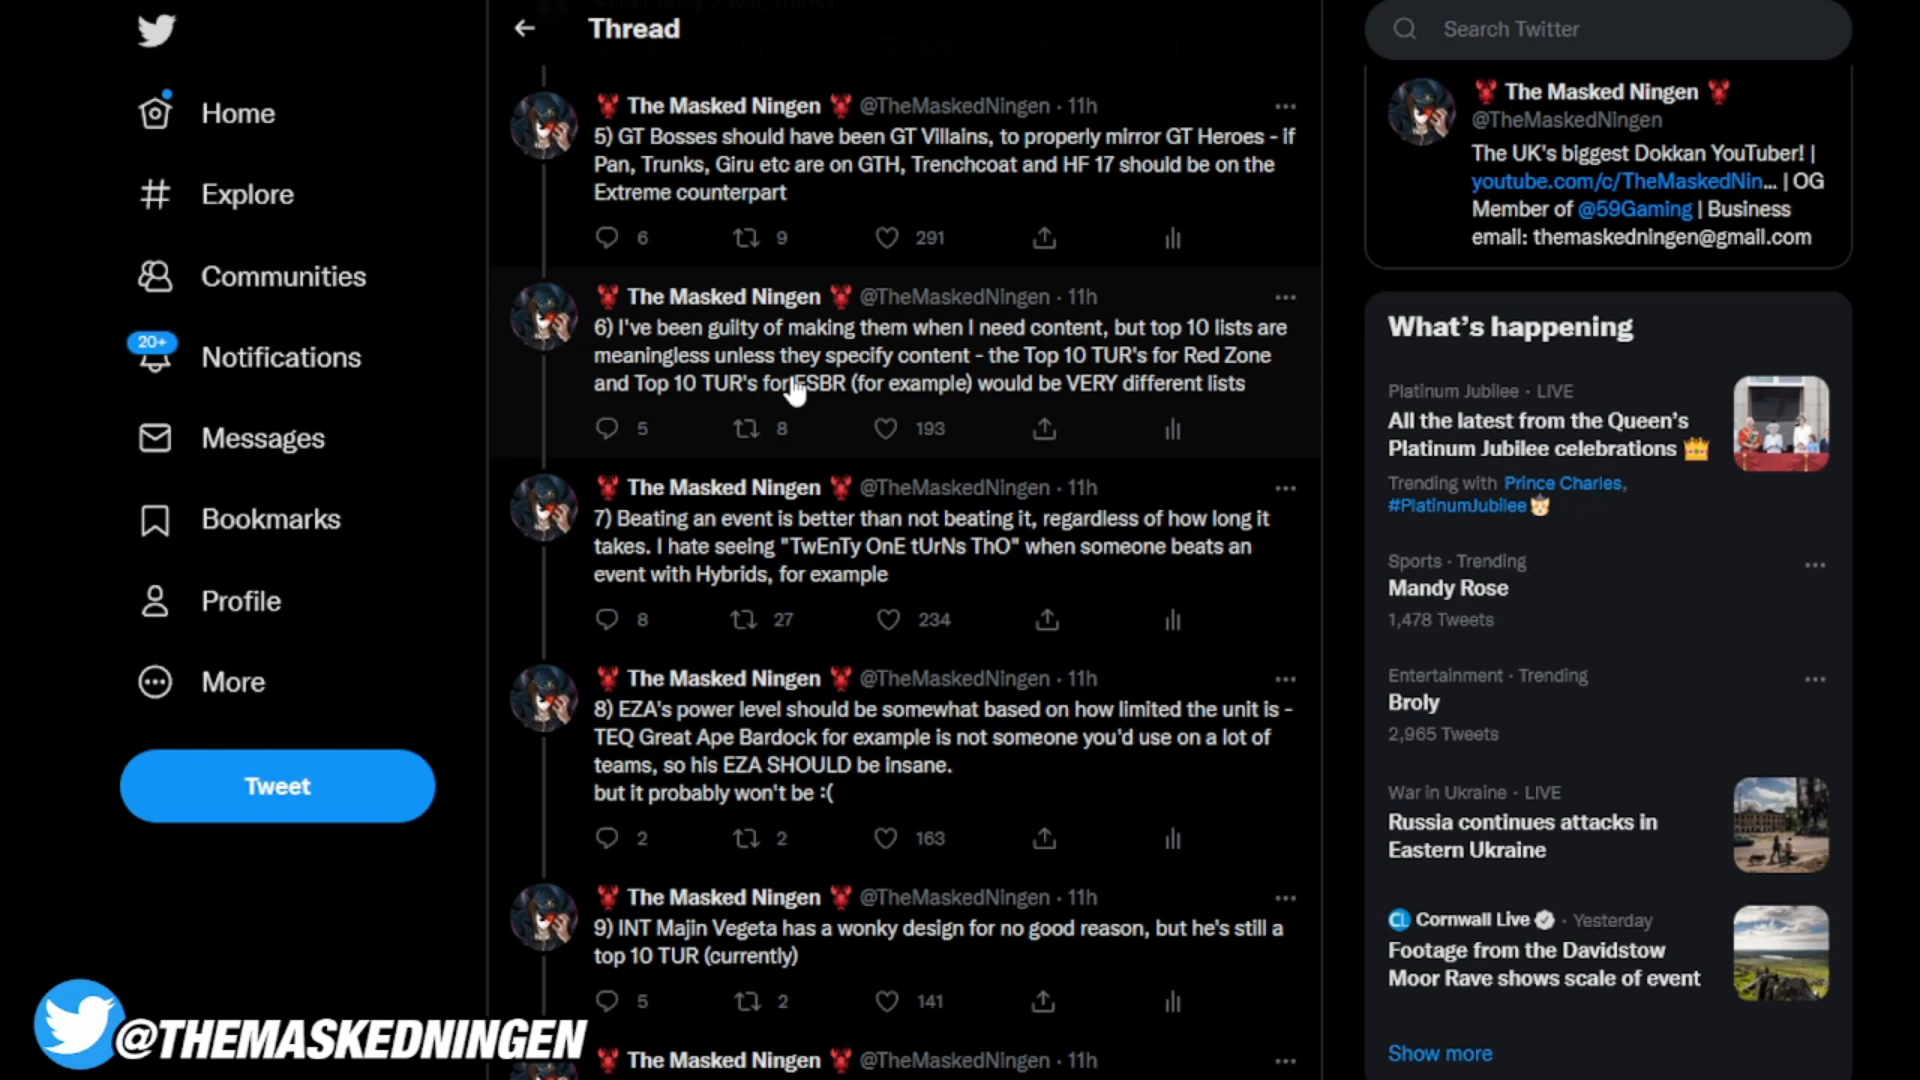 Thread
Search Twitter
Home
Explore
Communities
20+
Notifications
Messages
Bookmarks
Profile
More
Tweet
The Masked Ningen @TheMaskedNingen · 11h
5) GT Bosses should have been GT Villains, to properly mirror GT Heroes - if
Pan, Trunks, Giru etc are on GTH, Trenchcoat and HF 17 should be on the
Extreme counterpart
6 9 291
The Masked Ningen @TheMaskedNingen · 11h
6) I've been guilty of making them when I need content, but top 10 lists are
meaningless unless they specify content - the Top 10 TUR's for Red Zone
and Top 10 TUR's for ESBR (for example) would be VERY different lists
5 8 193
The Masked Ningen @TheMaskedNingen · 11h
7) Beating an event is better than not beating it, regardless of how long it
takes. I hate seeing "TwEnTy OnE tUrNs ThO" when someone beats an
event with Hybrids, for example
8 27 234
The Masked Ningen @TheMaskedNingen · 11h
8) EZA's power level should be somewhat based on how limited the unit is -
TEQ Great Ape Bardock for example is not someone you'd use on a lot of
teams, so his EZA SHOULD be insane.
but it probably won't be :(
2 2 163
The Masked Ningen @TheMaskedNingen · 11h
9) INT Majin Vegeta has a wonky design for no good reason, but he's still a
top 10 TUR (currently)
5 2 141
The Masked Ningen @TheMaskedNingen · 11h
The Masked Ningen
@TheMaskedNingen
The UK's biggest Dokkan YouTuber! |
youtube.com/c/TheMaskedNin... | OG
Member of @59Gaming | Business
email: themaskedningen@gmail.com
What's happening
Platinum Jubilee · LIVE
All the latest from the Queen's
Platinum Jubilee celebrations
Trending with Prince Charles,
#PlatinumJubilee
Sports · Trending
Mandy Rose
1,478 Tweets
Entertainment · Trending
Broly
2,965 Tweets
War in Ukraine · LIVE
Russia continues attacks in
Eastern Ukraine
CL Cornwall Live · Yesterday
Footage from the Davidstow
Moor Rave shows scale of event
Show more
@THEMASKEDNINGEN